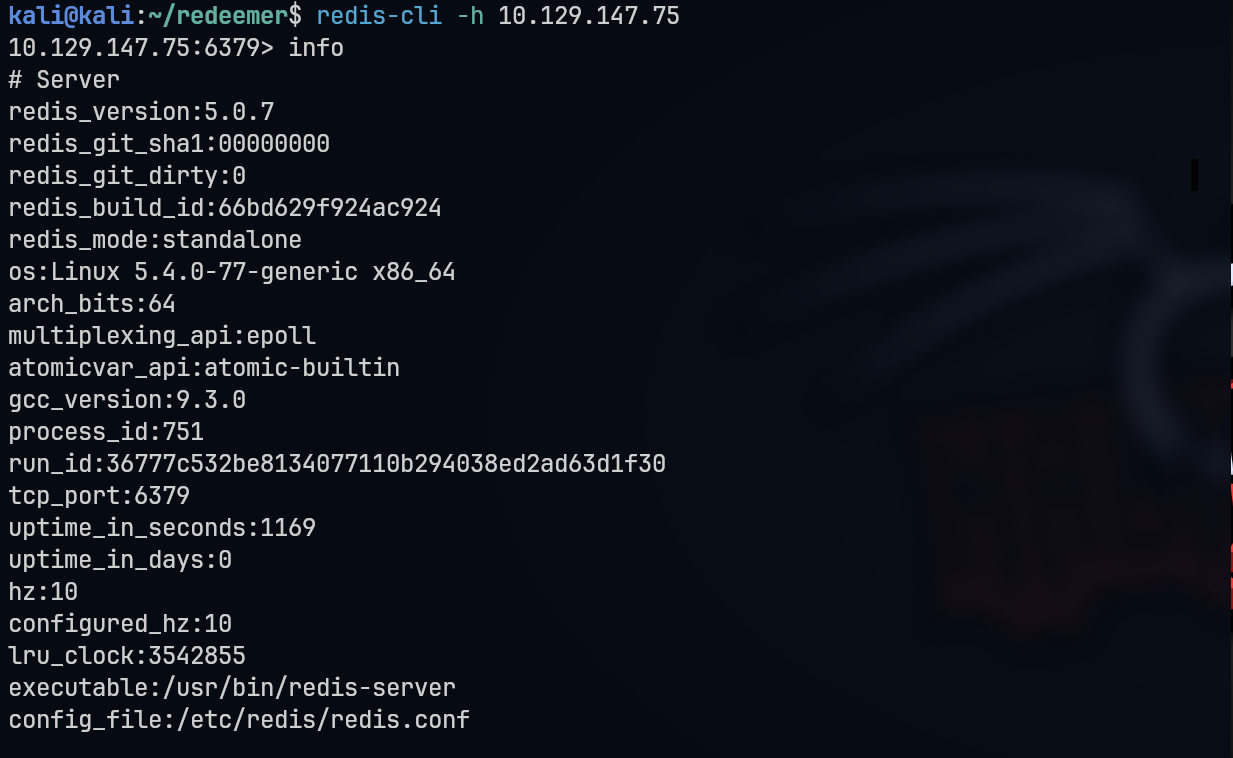 kali@kali:~/redeemer$ redis-cli -h 10.129.147.75
10.129.147.75:6379> info
# Server
redis_version:5.0.7
redis_git_sha1:00000000
redis_git_dirty:0
redis_build_id:66bd629f924ac924
redis_mode:standalone
os:Linux 5.4.0-77-generic x86_64
arch_bits:64
multiplexing_api:epoll
atomicvar_api:atomic-builtin
gcc_version:9.3.0
process_id:751
run_id:36777c532be8134077110b294038ed2ad63d1f30
tcp_port:6379
uptime_in_seconds:1169
uptime_in_days:0
hz:10
configured_hz:10
lru_clock:3542855
executable:/usr/bin/redis-server
config_file:/etc/redis/redis.conf